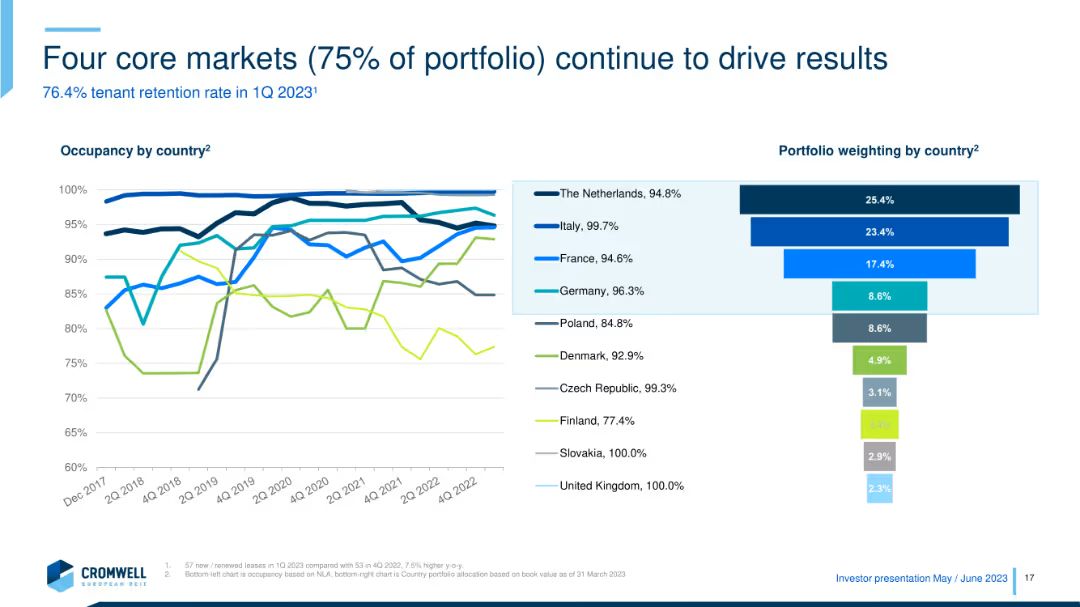 Four core markets (75% of portfolio) continue to drive results
76.4% tenant retention rate in 1Q 2023¹
Occupancy by country²
Portfolio weighting by country²
100%
95%
90%
85%
80%
75%
70%
65%
60%
Dec 2017
2Q 2018
4Q 2018
2Q 2019
4Q 2019
2Q 2020
4Q 2020
2Q 2021
4Q 2021
2Q 2022
4Q 2022
The Netherlands, 94.8%
Italy, 99.7%
France, 94.6%
Germany, 96.3%
Poland, 84.8%
Denmark, 92.9%
Czech Republic, 99.3%
Finland, 77.4%
Slovakia, 100.0%
United Kingdom, 100.0%
25.4%
23.4%
17.4%
8.6%
8.6%
4.9%
3.1%
2.9%
2.3%
CROMWELL
EUROPEAN REIT
1. 57 new / renewed leases in 1Q 2023 compared with 53 in 4Q 2022, 7.5% higher y-o-y.
2. Bottom-left chart is occupancy based on NLA, bottom-right chart is Country portfolio allocation based on book value as of 31 March 2023
Investor presentation May / June 2023
17